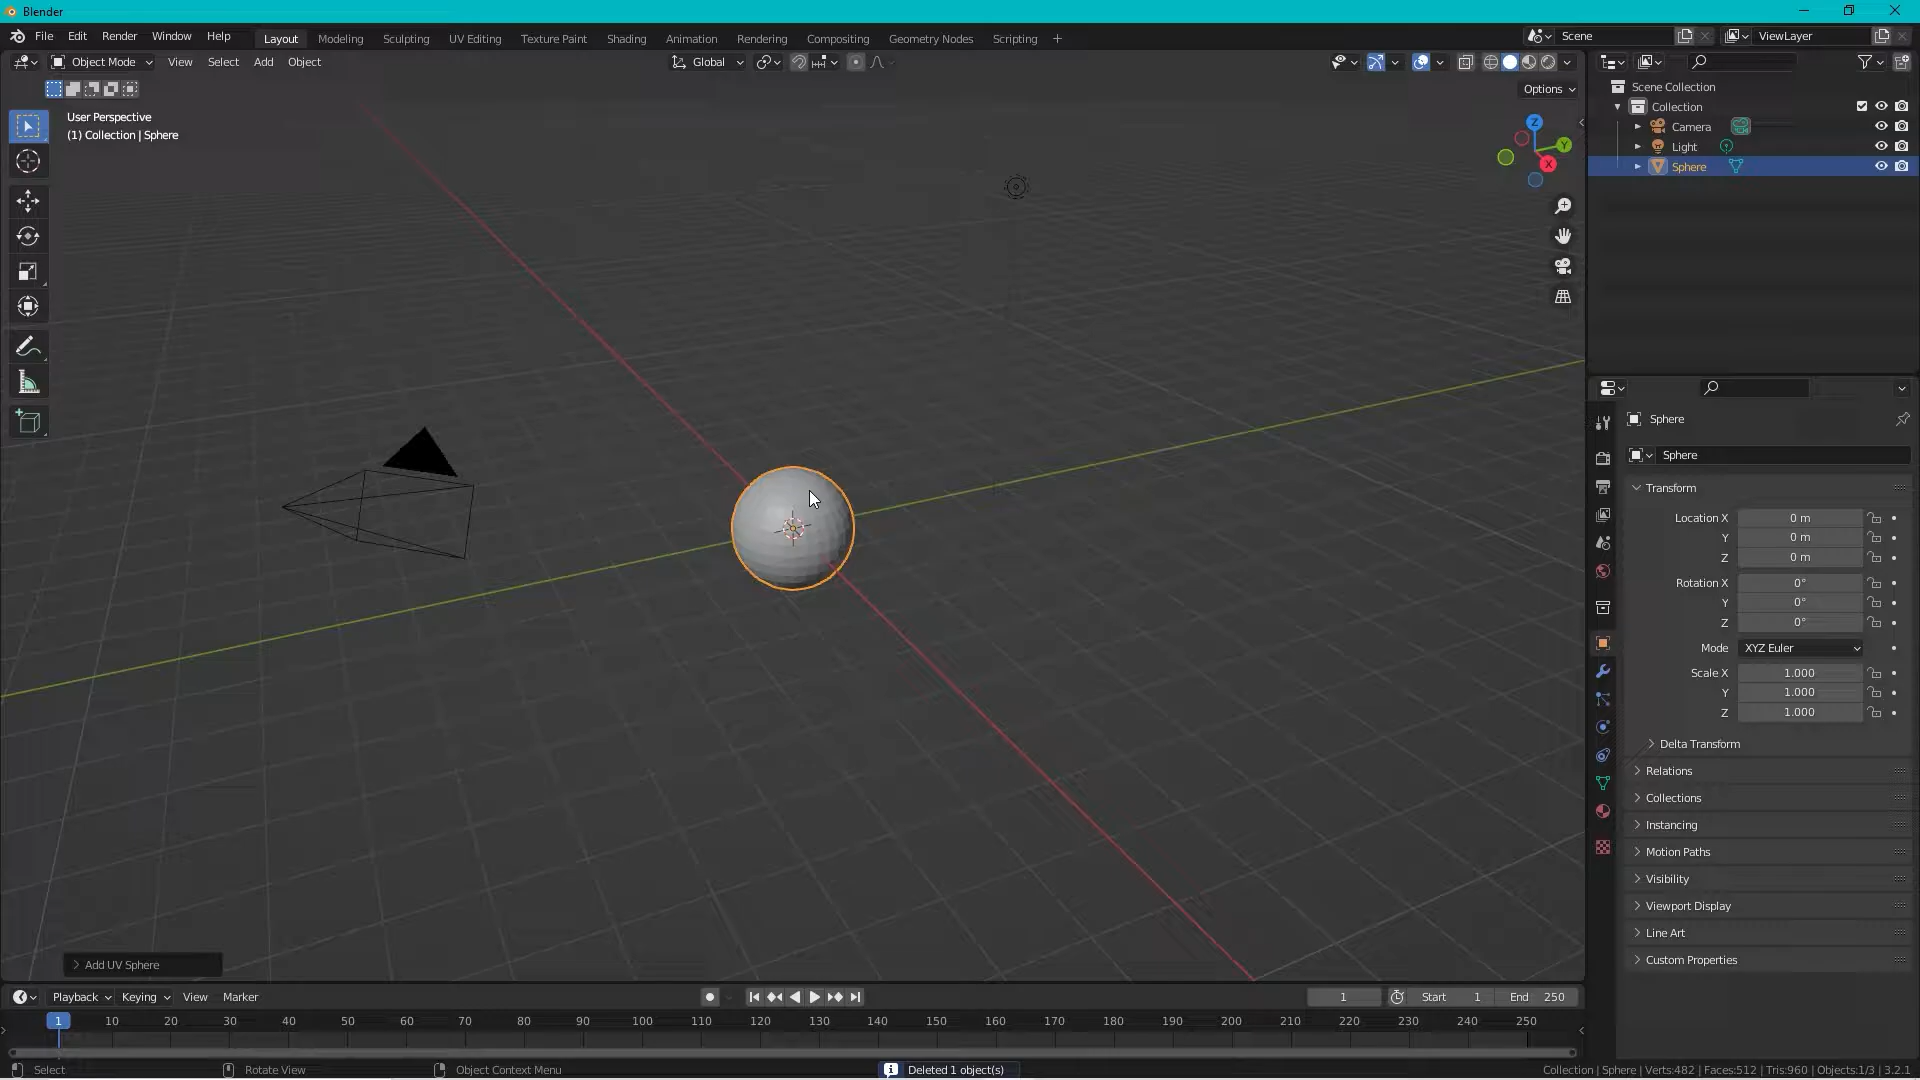 Blender
File Edit Render Window Help Layout Modeling Sculpting UV Editing Texture Paint Shading Animation Rendering Compositing Geometry Nodes Scripting + Scene ViewLayer
Object Mode View Select Add Object Global
Options
User Perspective
(1) Collection | Sphere
Z
Y
X
Scene Collection
Collection
Camera
Light
Sphere
Sphere
Sphere
Transform
Location X 0 m
Y 0 m
Z 0 m
Rotation X 0°
Y 0°
Z 0°
Mode XYZ Euler
Scale X 1.000
Y 1.000
Z 1.000
Delta Transform
Relations
Collections
Instancing
Motion Paths
Visibility
Viewport Display
Line Art
Custom Properties
Add UV Sphere
Playback Keying View Marker 1 Start 1 End 250
1 10 20 30 40 50 60 70 80 90 100 110 120 130 140 150 160 170 180 190 200 210 220 230 240 250
Select Rotate View Object Context Menu Deleted 1 object(s) Collection | Sphere | Verts:482 | Faces:512 | Tris:960 | Objects:1/3 | 3.2.1